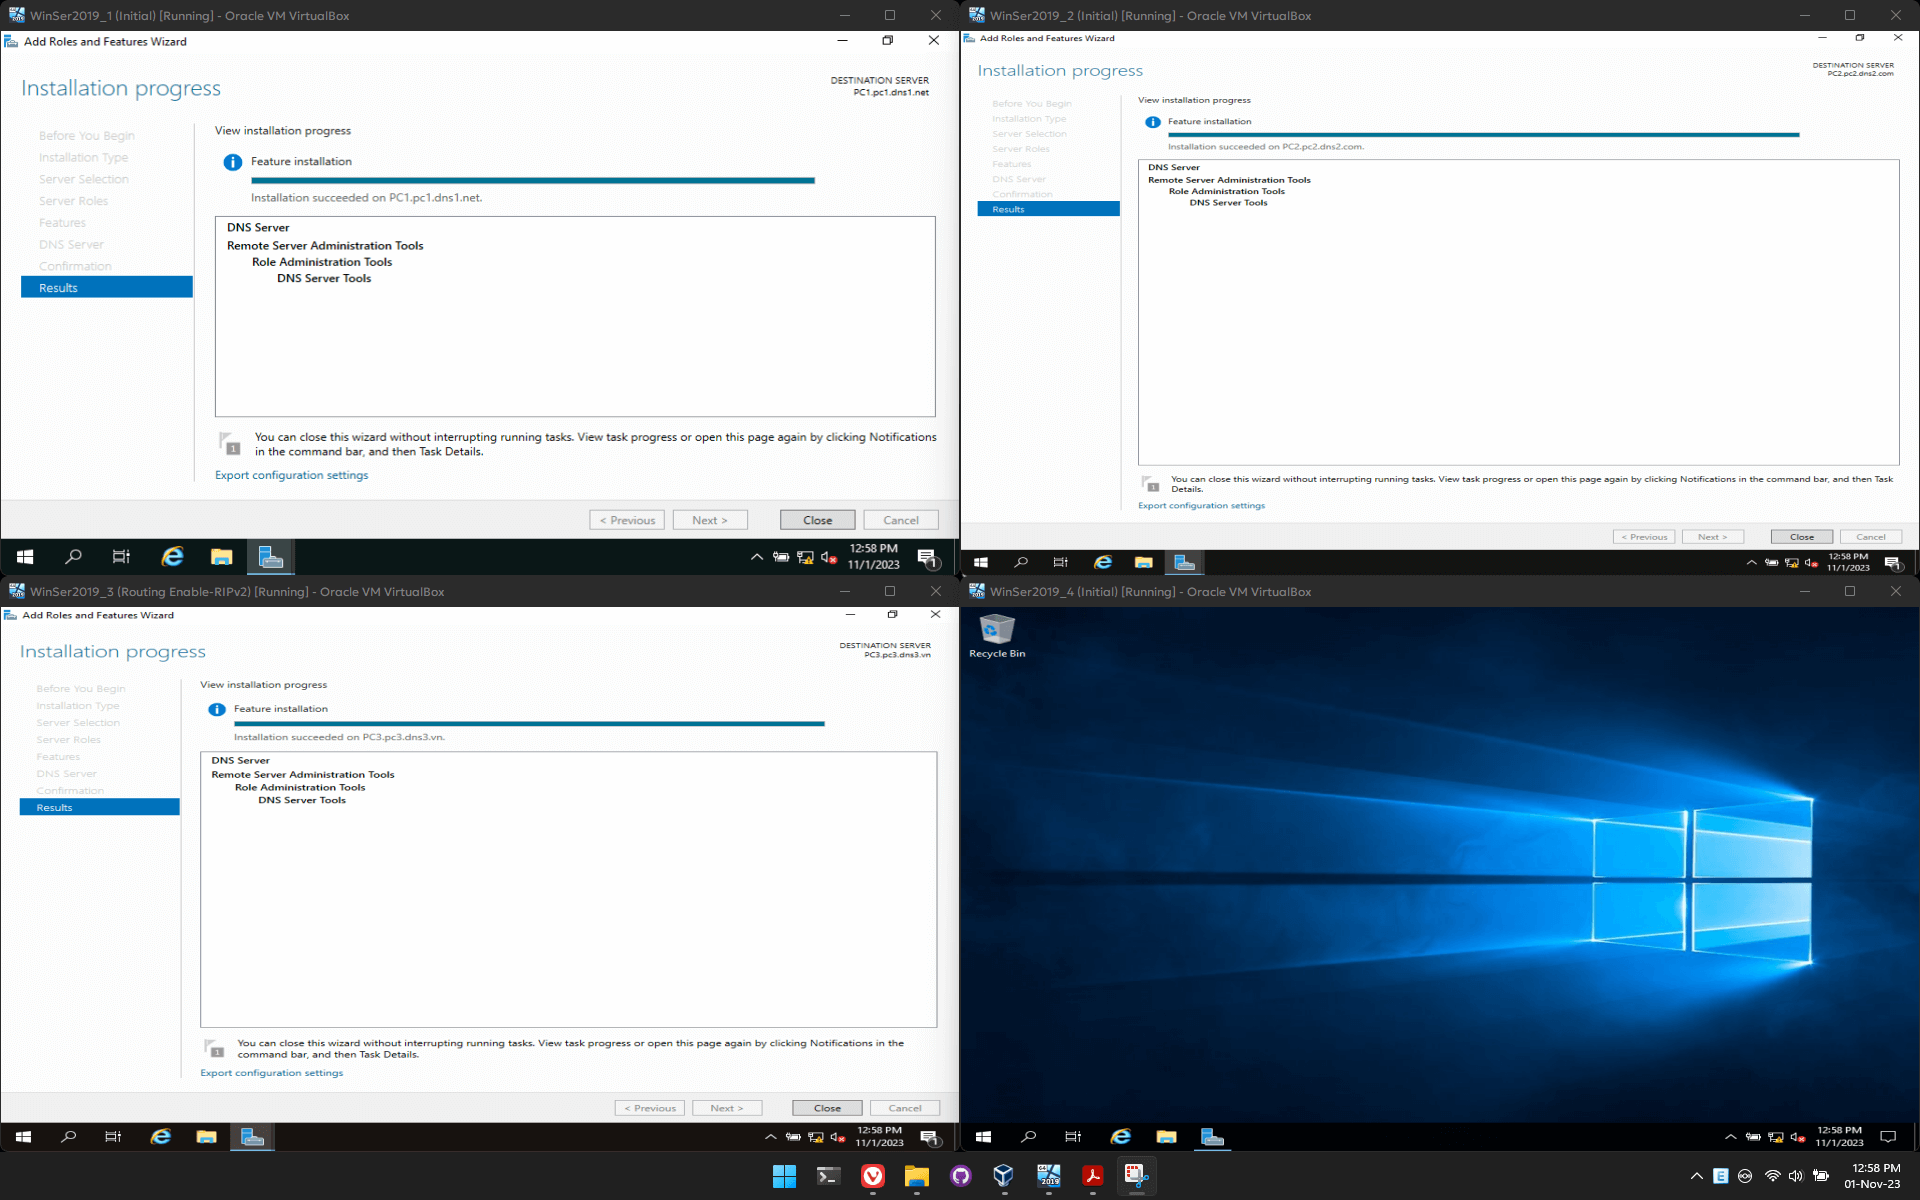 WinSer2019_1 (Initial) [Running] - Oracle VM VirtualBox
Add Roles and Features Wizard
Installation progress
DESTINATION SERVER
PC1.pc1.dns1.net
Before You Begin
Installation Type
Server Selection
Server Roles
Features
DNS Server
Confirmation
Results
View installation progress
Feature installation
Installation succeeded on PC1.pc1.dns1.net.
DNS Server
Remote Server Administration Tools
Role Administration Tools
DNS Server Tools
1
You can close this wizard without interrupting running tasks. View task progress or open this page again by clicking Notifications
in the command bar, and then Task Details.
Export configuration settings
< Previous
Next >
Close
Cancel
12:58 PM
11/1/2023
1
WinSer2019_2 (Initial) [Running] - Oracle VM VirtualBox
Add Roles and Features Wizard
Installation progress
DESTINATION SERVER
PC2.pc2.dns2.com
Before You Begin
Installation Type
Server Selection
Server Roles
Features
DNS Server
Confirmation
Results
View installation progress
Feature installation
Installation succeeded on PC2.pc2.dns2.com.
DNS Server
Remote Server Administration Tools
Role Administration Tools
DNS Server Tools
1
You can close this wizard without interrupting running tasks. View task progress or open this page again by clicking Notifications in the command bar, and then Task
Details.
Export configuration settings
< Previous
Next >
Close
Cancel
12:58 PM
11/1/2023
1
WinSer2019_3 (Routing Enable-RIPv2) [Running] - Oracle VM VirtualBox
Add Roles and Features Wizard
Installation progress
DESTINATION SERVER
PC3.pc3.dns3.vn
Before You Begin
Installation Type
Server Selection
Server Roles
Features
DNS Server
Confirmation
Results
View installation progress
Feature installation
Installation succeeded on PC3.pc3.dns3.vn.
DNS Server
Remote Server Administration Tools
Role Administration Tools
DNS Server Tools
1
You can close this wizard without interrupting running tasks. View task progress or open this page again by clicking Notifications in the
command bar, and then Task Details.
Export configuration settings
< Previous
Next >
Close
Cancel
12:58 PM
11/1/2023
1
WinSer2019_4 (Initial) [Running] - Oracle VM VirtualBox
Recycle Bin
12:58 PM
11/1/2023
64
2019
E
12:58 PM
01-Nov-23